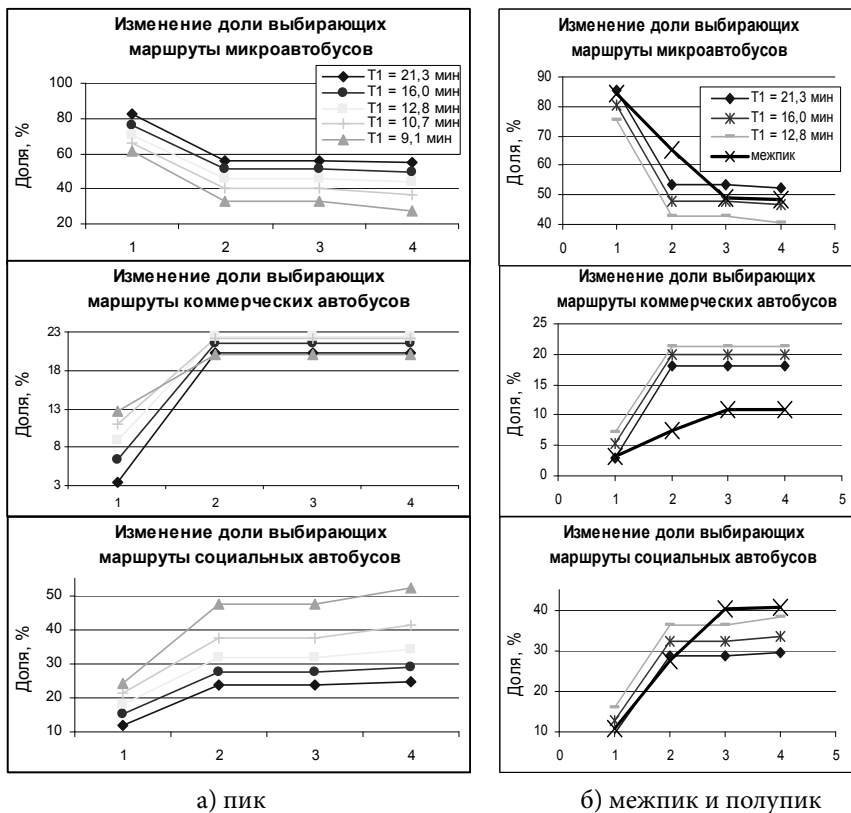 Изменение доли выбирающих
маршруты микроавтобусов
Доля, %
100
80
60
40
20
1 2 3 4
T1 = 21,3 мин
T1 = 16,0 мин
T1 = 12,8 мин
T1 = 10,7 мин
T1 = 9,1 мин
Изменение доли выбирающих
маршруты коммерческих автобусов
Доля, %
23
18
13
8
3
1 2 3 4
Изменение доли выбирающих
маршруты социальных автобусов
Доля, %
50
40
30
20
10
1 2 3 4
а) пик
Изменение доли выбирающих
маршруты микроавтобусов
Доля, %
90
80
70
60
50
40
0 1 2 3 4 5
T1 = 21,3 мин
T1 = 16,0 мин
T1 = 12,8 мин
межпик
Изменение доли выбирающих
маршруты коммерческих автобусов
Доля, %
25
20
15
10
5
0
0 1 2 3 4 5
Изменение доли выбирающих
маршруты социальных автобусов
Доля, %
40
30
20
10
0 1 2 3 4 5
б) межпик и полупик